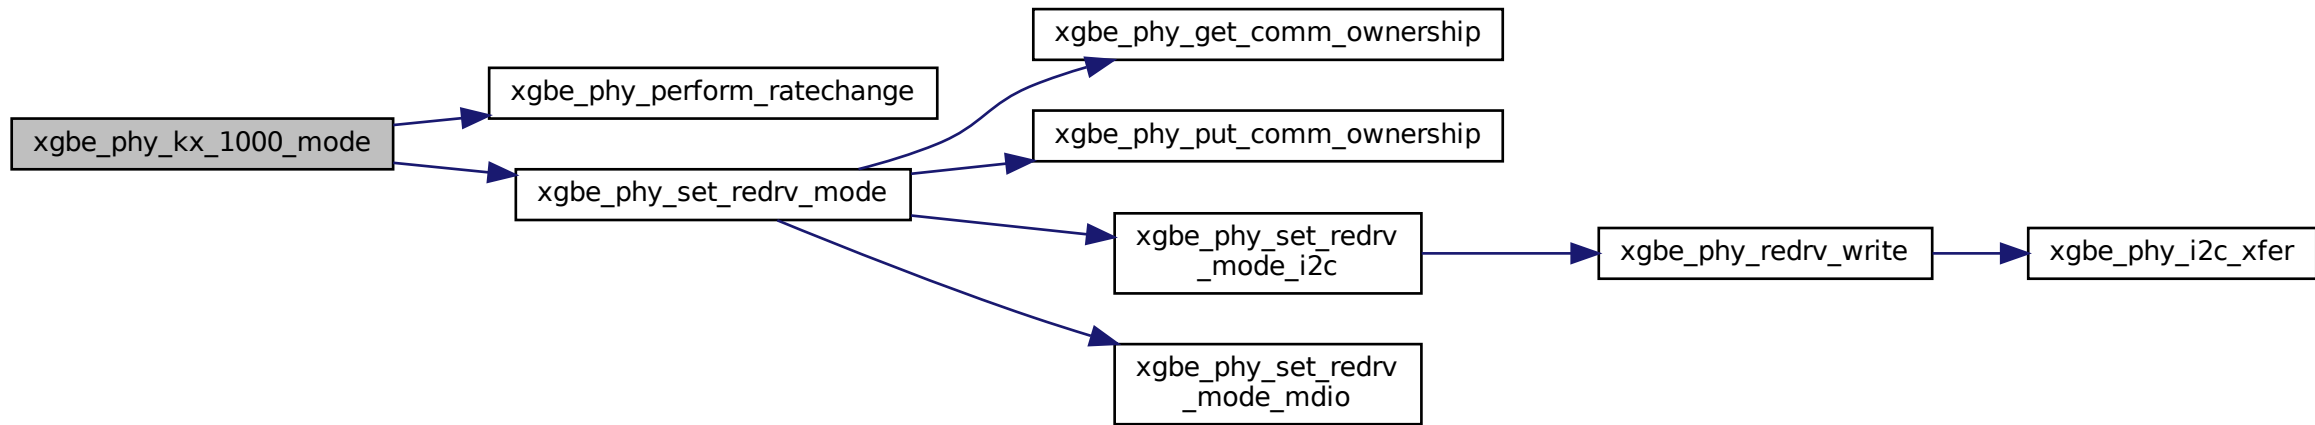 xgbe_phy_kx_1000_mode
xgbe_phy_perform_ratechange
xgbe_phy_set_redrv_mode
xgbe_phy_get_comm_ownership
xgbe_phy_put_comm_ownership
xgbe_phy_set_redrv
_mode_i2c
xgbe_phy_redrv_write
xgbe_phy_i2c_xfer
xgbe_phy_set_redrv
_mode_mdio